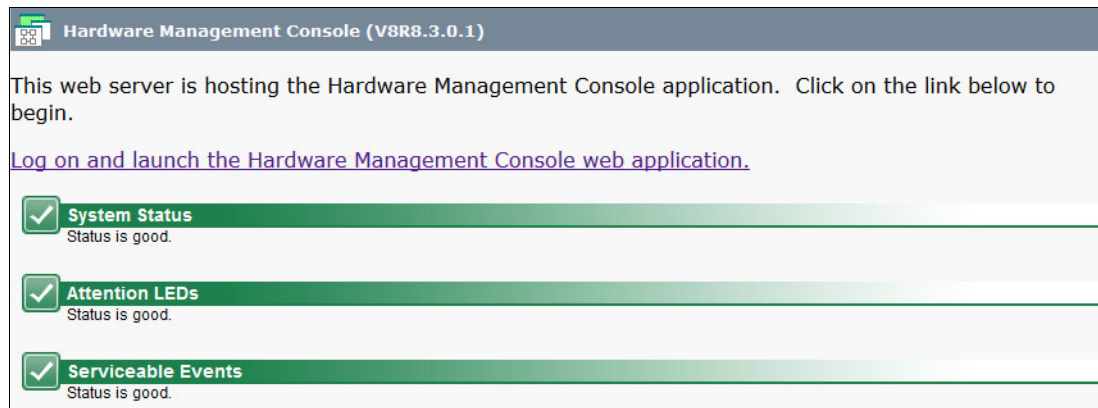 Hardware Management Console (V8R8.3.0.1)
This web server is hosting the Hardware Management Console application.  Click on the link below to
begin.
Log on and launch the Hardware Management Console web application.
System Status
Status is good.
Attention LEDs
Status is good.
Serviceable Events
Status is good.